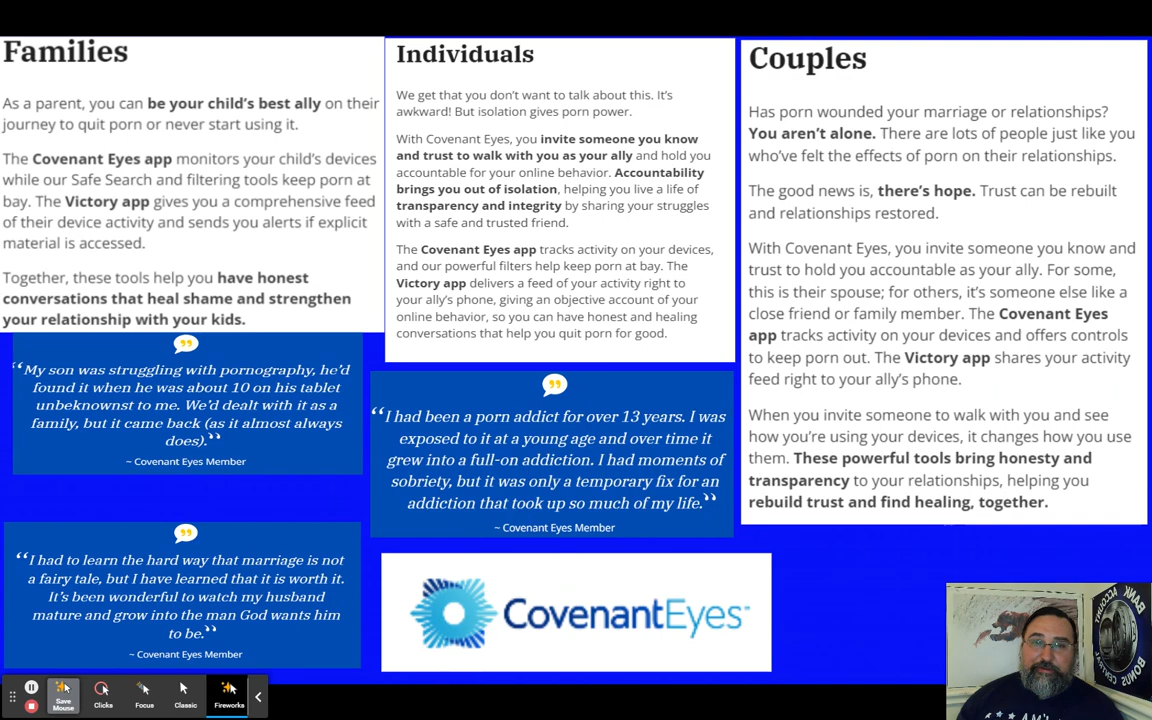 Families
As a parent, you can be your child's best ally on their
journey to quit porn or never start using it.
The Covenant Eyes app monitors your child's devices
while our Safe Search and filtering tools keep porn at
bay. The Victory app gives you a comprehensive feed
of their device activity and sends you alerts if explicit
material is accessed.
Together, these tools help you have honest
conversations that heal shame and strengthen
your relationship with your kids.
“My son was struggling with pornography, he'd
found it when he was about 10 on his tablet
unbeknownst to me. We'd dealt with it as a
family, but it came back (as it almost always
does).”
~ Covenant Eyes Member
“I had to learn the hard way that marriage is not
a fairy tale, but I have learned that it is worth it.
It's been wonderful to watch my husband
mature and grow into the man God wants him
to be.”
~ Covenant Eyes Member
Individuals
We get that you don't want to talk about this. It's
awkward! But isolation gives porn power.
With Covenant Eyes, you invite someone you know
and trust to walk with you as your ally and hold you
accountable for your online behavior. Accountability
brings you out of isolation, helping you live a life of
transparency and integrity by sharing your struggles
with a safe and trusted friend.
The Covenant Eyes app tracks activity on your devices,
and our powerful filters help keep porn at bay. The
Victory app delivers a feed of your activity right to
your ally's phone, giving an objective account of your
online behavior, so you can have honest and healing
conversations that help you quit porn for good.
“I had been a porn addict for over 13 years. I was
exposed to it at a young age and over time it
grew into a full-on addiction. I had moments of
sobriety, but it was only a temporary fix for an
addiction that took up so much of my life.”
~ Covenant Eyes Member
CovenantEyes™
Couples
Has porn wounded your marriage or relationships?
You aren't alone. There are lots of people just like you
who've felt the effects of porn on their relationships.
The good news is, there's hope. Trust can be rebuilt
and relationships restored.
With Covenant Eyes, you invite someone you know and
trust to hold you accountable as your ally. For some,
this is their spouse; for others, it's someone else like a
close friend or family member. The Covenant Eyes
app tracks activity on your devices and offers controls
to keep porn out. The Victory app shares your activity
feed right to your ally's phone.
When you invite someone to walk with you and see
how you're using your devices, it changes how you use
them. These powerful tools bring honesty and
transparency to your relationships, helping you
rebuild trust and find healing, together.
BANK
ACCOUNT
BONUS
CENTRAL
Save
Mouse
Clicks
Focus
Classic
Fireworks